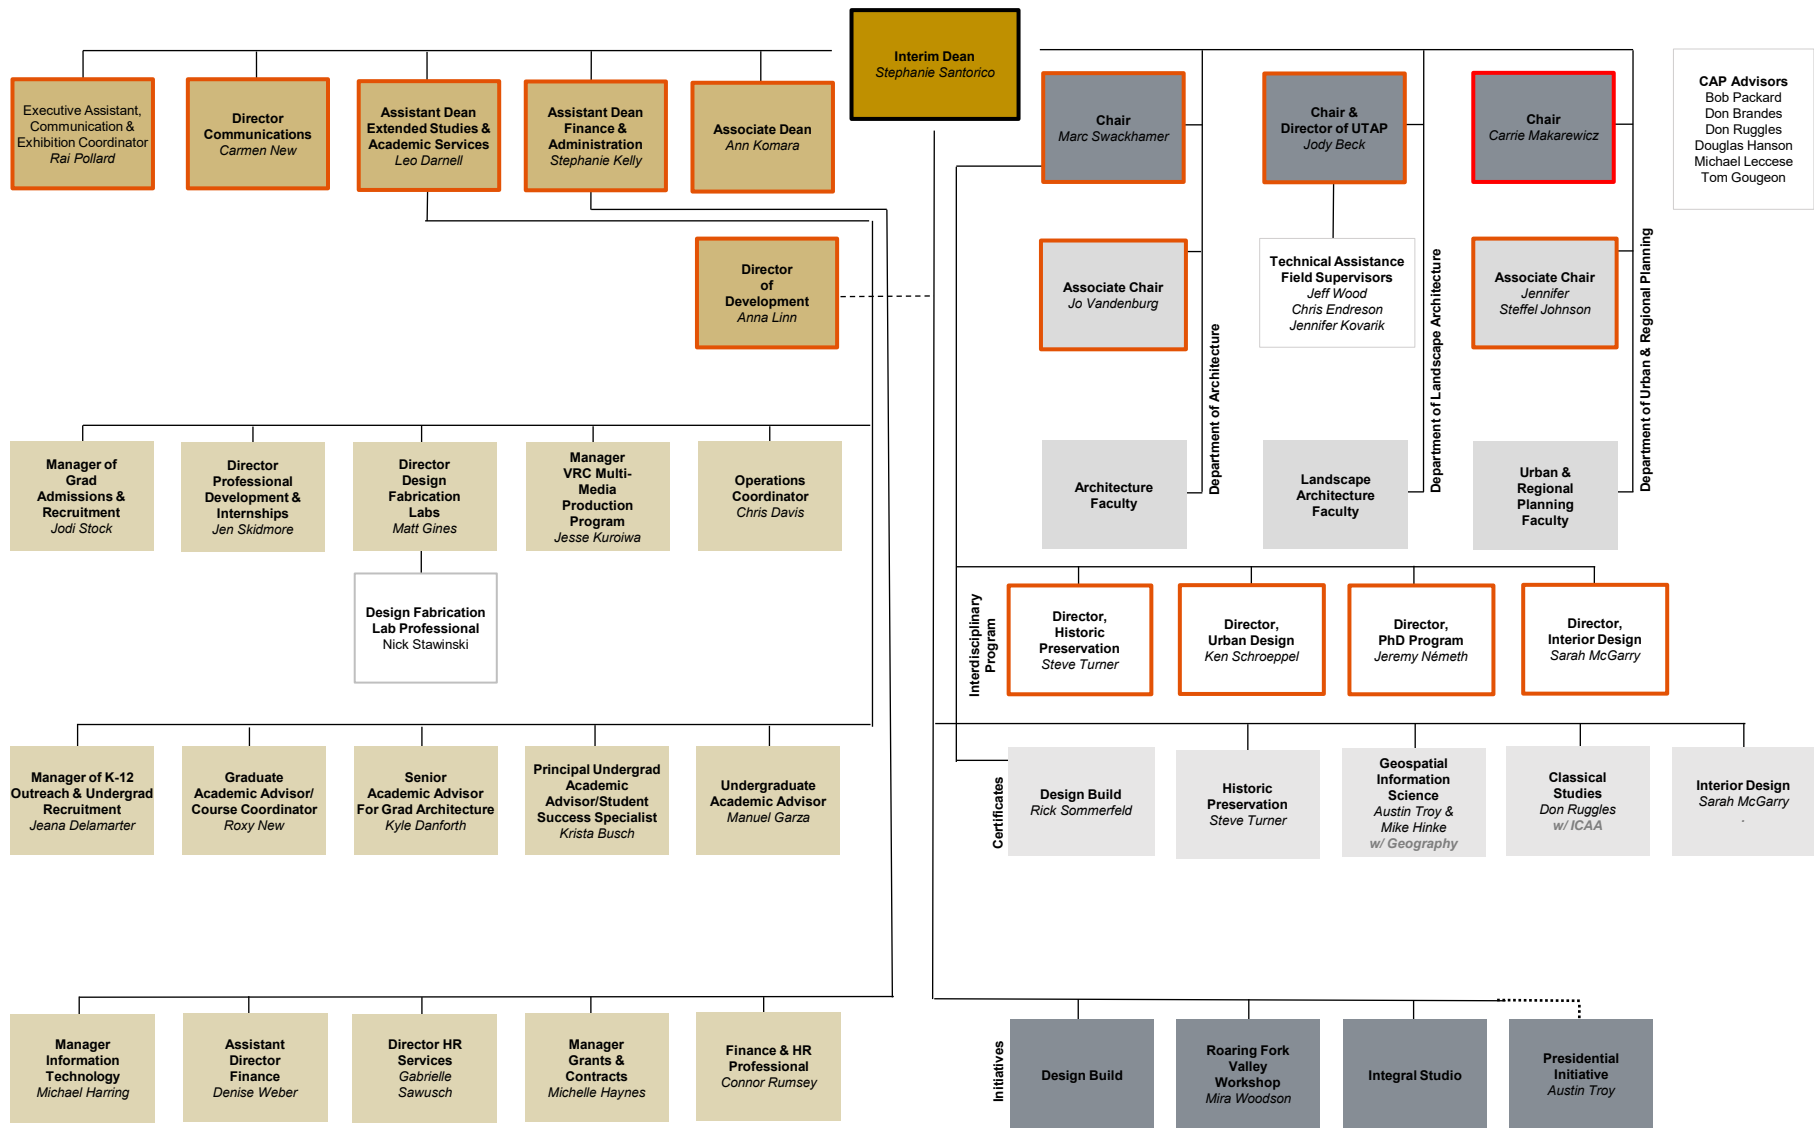 Interim Dean
Stephanie Santorico
Executive Assistant,
Communication &
Exhibition Coordinator
Rai Pollard
Director
Communications
Carmen New
Assistant Dean
Extended Studies &
Academic Services
Leo Darnell
Assistant Dean
Finance &
Administration
Stephanie Kelly
Associate Dean
Ann Komara
Chair
Marc Swackhamer
Chair &
Director of UTAP
Jody Beck
Chair
Carrie Makarewicz
CAP Advisors
Bob Packard
Don Brandes
Don Ruggles
Douglas Hanson
Michael Leccese
Tom Gougeon
Director
of
Development
Anna Linn
Associate Chair
Jo Vandenburg
Technical Assistance
Field Supervisors
Jeff Wood
Chris Endreson
Jennifer Kovarik
Associate Chair
Jennifer
Steffel Johnson
Department of Architecture
Department of Landscape Architecture
Department of Urban & Regional Planning
Manager of
Grad
Admissions &
Recruitment
Jodi Stock
Director
Professional
Development &
Internships
Jen Skidmore
Director
Design
Fabrication
Labs
Matt Gines
Manager
VRC Multi-
Media
Production
Program
Jesse Kuroiwa
Operations
Coordinator
Chris Davis
Architecture
Faculty
Landscape
Architecture
Faculty
Urban &
Regional
Planning
Faculty
Design Fabrication
Lab Professional
Nick Stawinski
Interdisciplinary
Program
Director,
Historic
Preservation
Steve Turner
Director,
Urban Design
Ken Schroeppel
Director,
PhD Program
Jeremy Németh
Director,
Interior Design
Sarah McGarry
Manager of K-12
Outreach & Undergrad
Recruitment
Jeana Delamarter
Graduate
Academic Advisor/
Course Coordinator
Roxy New
Senior
Academic Advisor
For Grad Architecture
Kyle Danforth
Principal Undergrad
Academic
Advisor/Student
Success Specialist
Krista Busch
Undergraduate
Academic Advisor
Manuel Garza
Certificates
Design Build
Rick Sommerfeld
Historic
Preservation
Steve Turner
Geospatial
Information
Science
Austin Troy &
Mike Hinke
w/ Geography
Classical
Studies
Don Ruggles
w/ ICAA
Interior Design
Sarah McGarry
.
Manager
Information
Technology
Michael Harring
Assistant
Director
Finance
Denise Weber
Director HR
Services
Gabrielle
Sawusch
Manager
Grants &
Contracts
Michelle Haynes
Finance & HR
Professional
Connor Rumsey
Initiatives
Design Build
Roaring Fork
Valley
Workshop
Mira Woodson
Integral Studio
Presidential
Initiative
Austin Troy